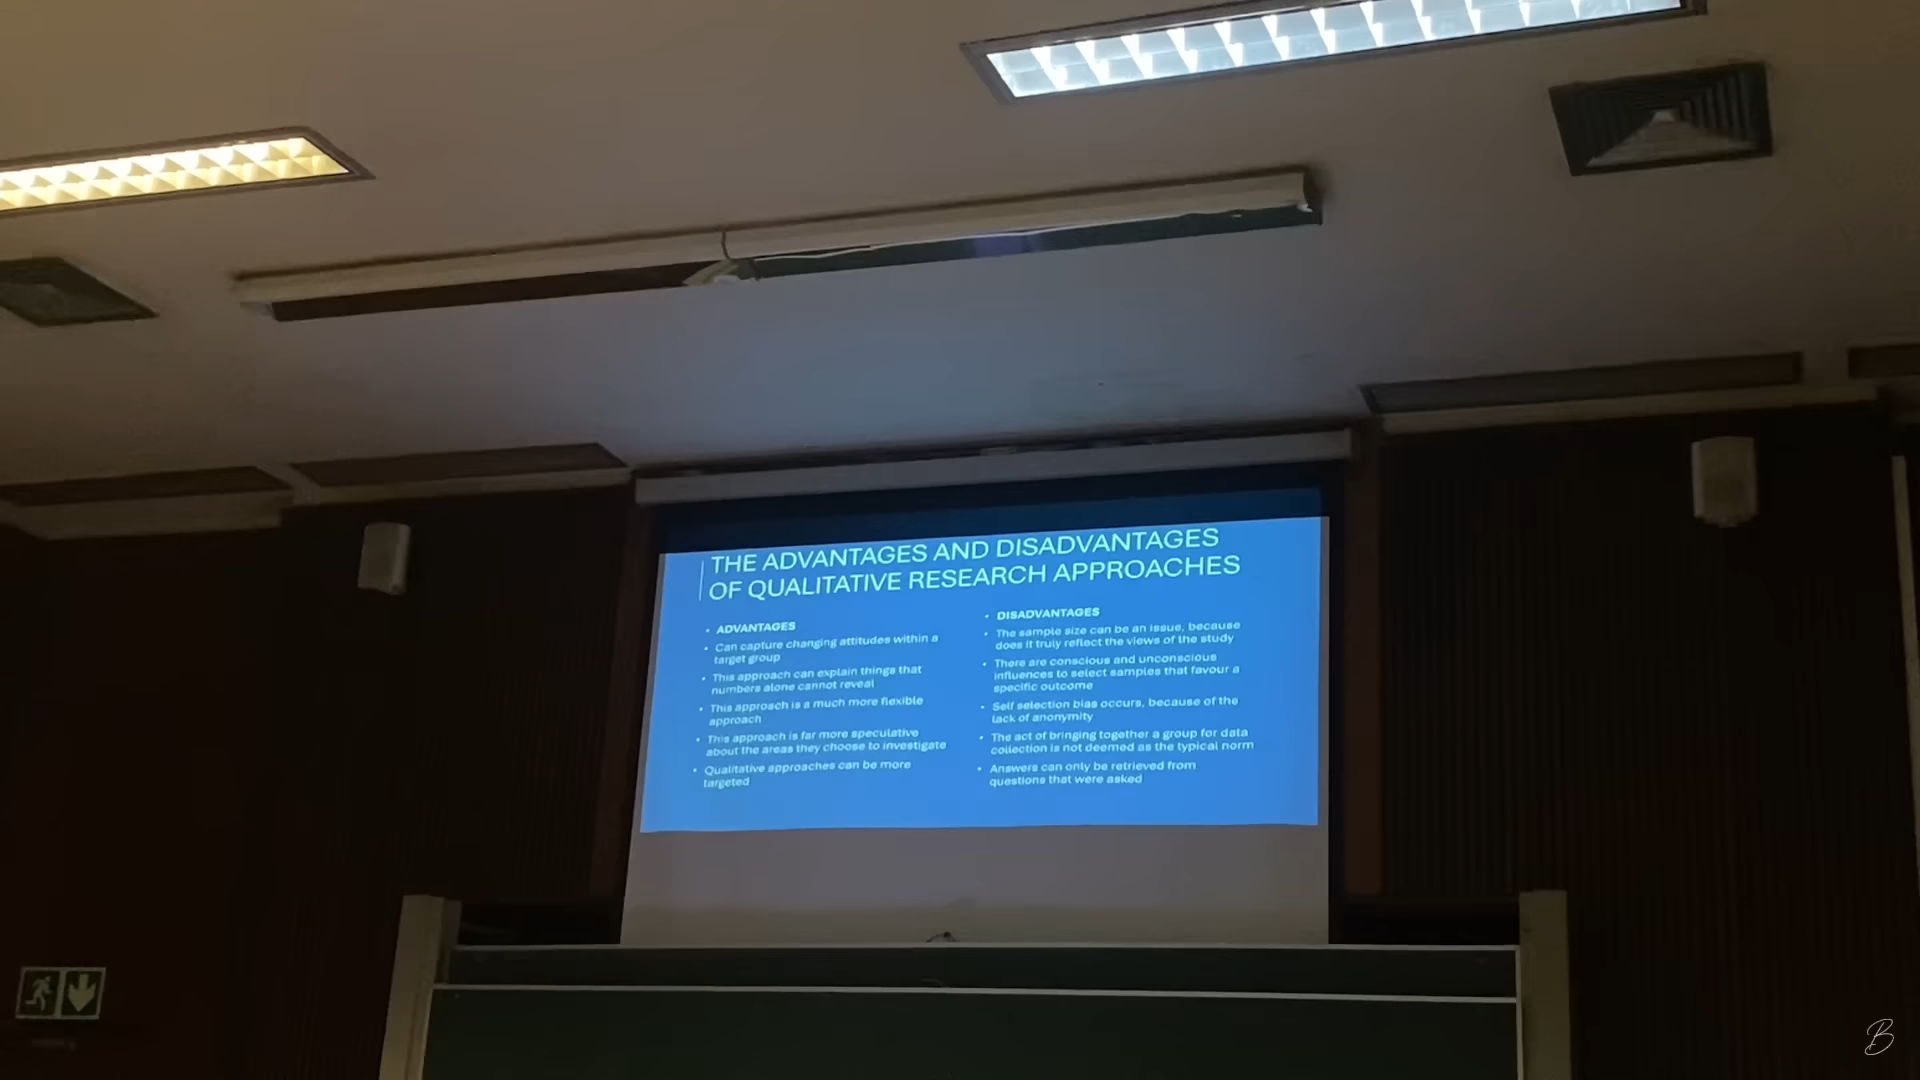 THE ADVANTAGES AND DISADVANTAGES
OF QUALITATIVE RESEARCH APPROACHES
• ADVANTAGES
• Can capture changing attitudes within a
target group
• This approach can explain things that
numbers alone cannot reveal
• This approach is a much more flexible
approach
• This approach is far more speculative
about the areas they choose to investigate
• Qualitative approaches can be more
targeted
• DISADVANTAGES
• The sample size can be an issue, because
does it truly reflect the views of the study
• There are conscious and unconscious
influences to select samples that favour a
specific outcome
• Self selection bias occurs, because of the
lack of anonymity
• The act of bringing together a group for data
collection is not deemed as the typical norm
• Answers can only be retrieved from
questions that were asked
B